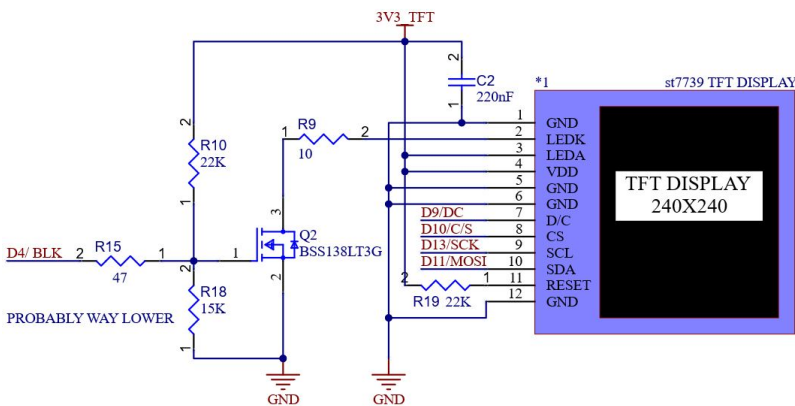 3V3_TFT
2
C2
220nF
1
*1
st7739 TFT DISPLAY
2
R10
22K
1
1
R9
10
2
3
Q2
BSS138LT3G
1
2
D4/ BLK
2
R15
47
1
2
R18
15K
1
PROBABLY WAY LOWER
GND
GND
1 GND
2 LEDK
3 LEDA
4 VDD
5 GND
6 GND
D9/DC 7 D/C
D10/C/S 8 CS
D13/SCK 9 SCL
D11/MOSI 10 SDA
11 RESET
12 GND
2
R19 22K
1
TFT DISPLAY
240X240